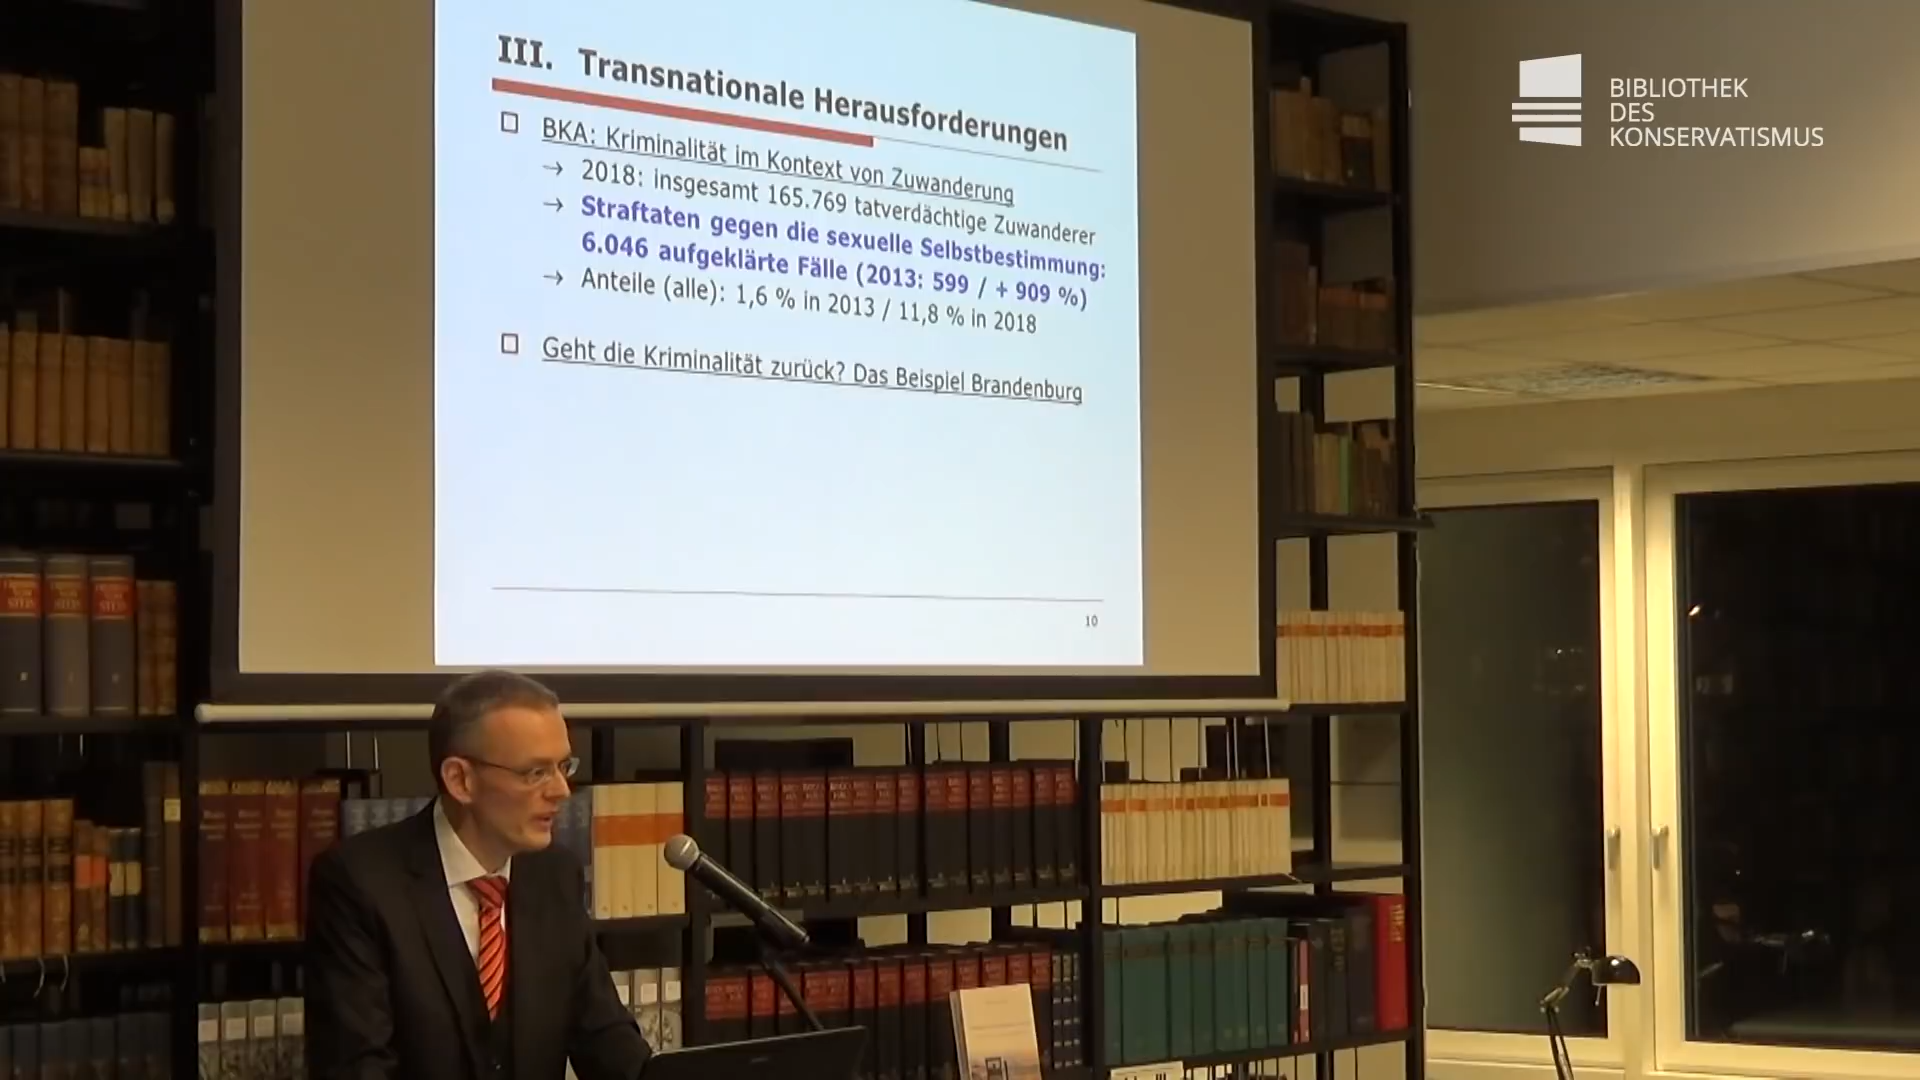 III. Transnationale Herausforderungen
BKA: Kriminalität im Kontext von Zuwanderung
→ 2018: insgesamt 165.769 tatverdächtige Zuwanderer
→ Straftaten gegen die sexuelle Selbstbestimmung:
6.046 aufgeklärte Fälle (2013: 599 / + 909 %)
→ Anteile (alle): 1,6 % in 2013 / 11,8 % in 2018
Geht die Kriminalität zurück? Das Beispiel Brandenburg
10
BIBLIOTHEK
DES
KONSERVATISMUS